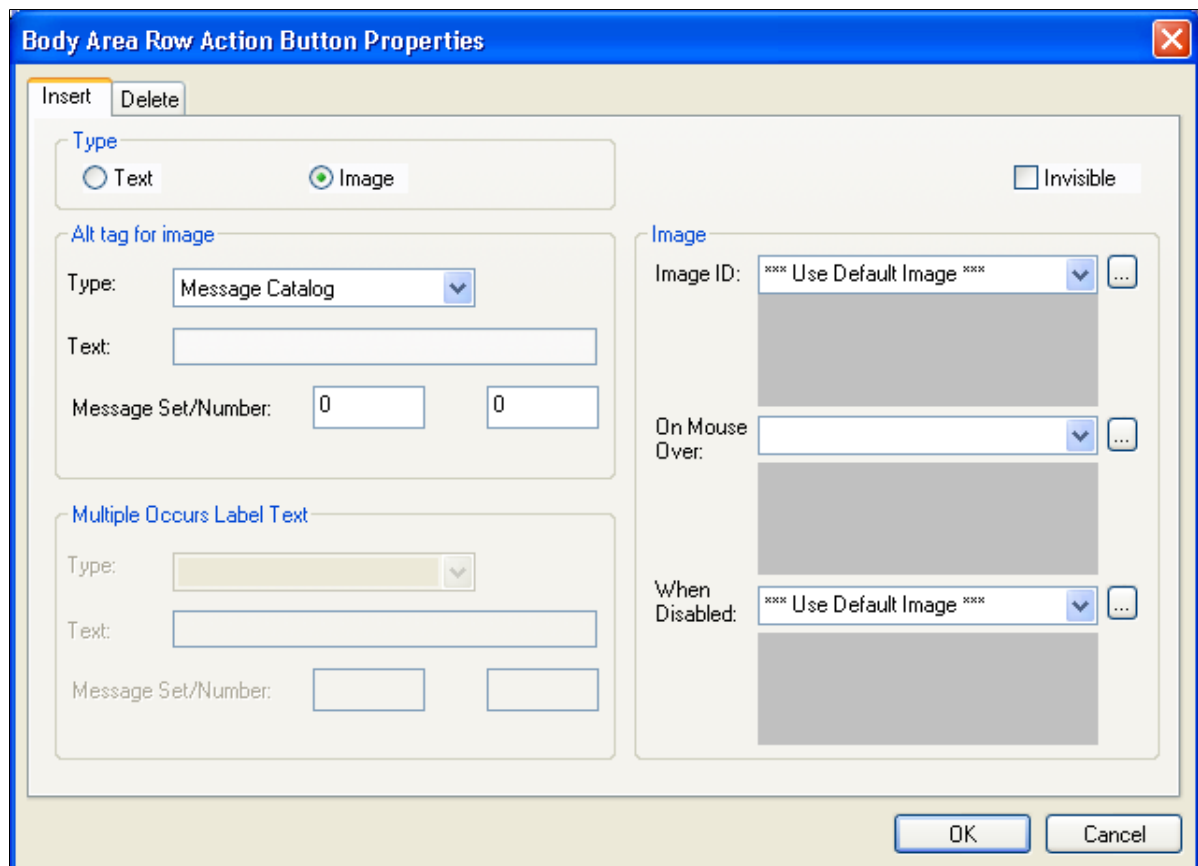 Body Area Row Action Button Properties
Insert
Delete
Type
Text
Image
Invisible
Alt tag for image
Type:
Message Catalog
Text:
Message Set/Number:
0
0
Multiple Occurs Label Text
Type:
Text:
Message Set/Number:
Image
Image ID:
*** Use Default Image ***
...
On Mouse
Over:
...
When
Disabled:
*** Use Default Image ***
...
OK
Cancel